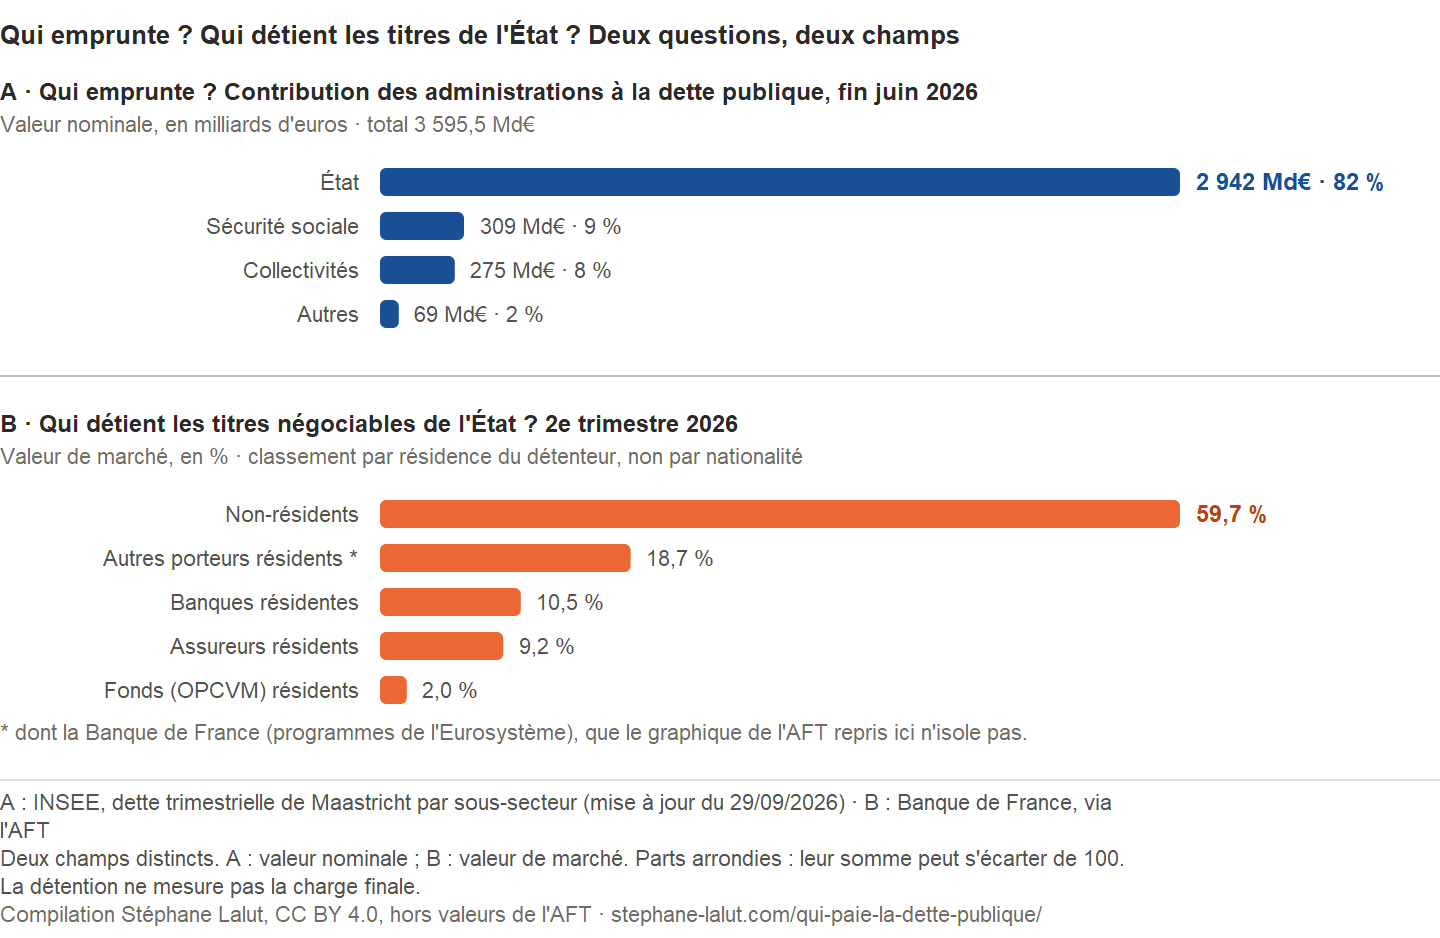 Qui emprunte ? Qui détient les titres de l'État ? Deux questions, deux champs
A · Qui emprunte ? Contribution des administrations à la dette publique, fin juin 2026
Valeur nominale, en milliards d'euros · total 3 595,5 Md€
État 2 942 Md€ · 82 %
Sécurité sociale 309 Md€ · 9 %
Collectivités 275 Md€ · 8 %
Autres 69 Md€ · 2 %
B · Qui détient les titres négociables de l'État ? 2e trimestre 2026
Valeur de marché, en % · classement par résidence du détenteur, non par nationalité
Non-résidents 59,7 %
Autres porteurs résidents * 18,7 %
Banques résidentes 10,5 %
Assureurs résidents 9,2 %
Fonds (OPCVM) résidents 2,0 %
* dont la Banque de France (programmes de l'Eurosystème), que le graphique de l'AFT repris ici n'isole pas.
A : INSEE, dette trimestrielle de Maastricht par sous-secteur (mise à jour du 29/09/2026) · B : Banque de France, via
l'AFT
Deux champs distincts. A : valeur nominale ; B : valeur de marché. Parts arrondies : leur somme peut s'écarter de 100.
La détention ne mesure pas la charge finale.
Compilation Stéphane Lalut, CC BY 4.0, hors valeurs de l'AFT · stephane-lalut.com/qui-paie-la-dette-publique/